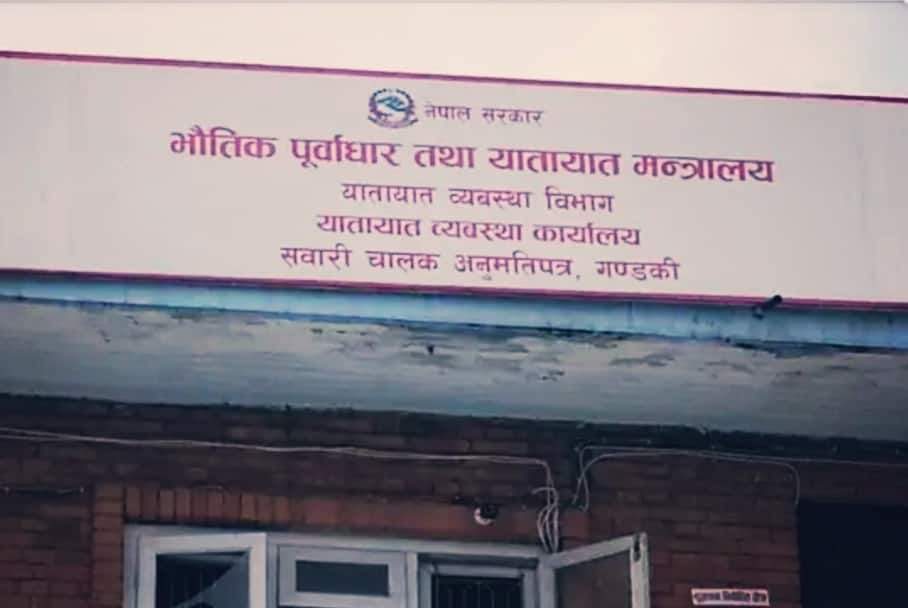 नेपाल सरकार
भौतिक पूर्वाधार तथा यातायात मन्त्रालय
यातायात व्यवस्था विभाग
यातायात व्यवस्था कार्यालय
सवारी चालक अनुमतिपत्र, गण्डकी